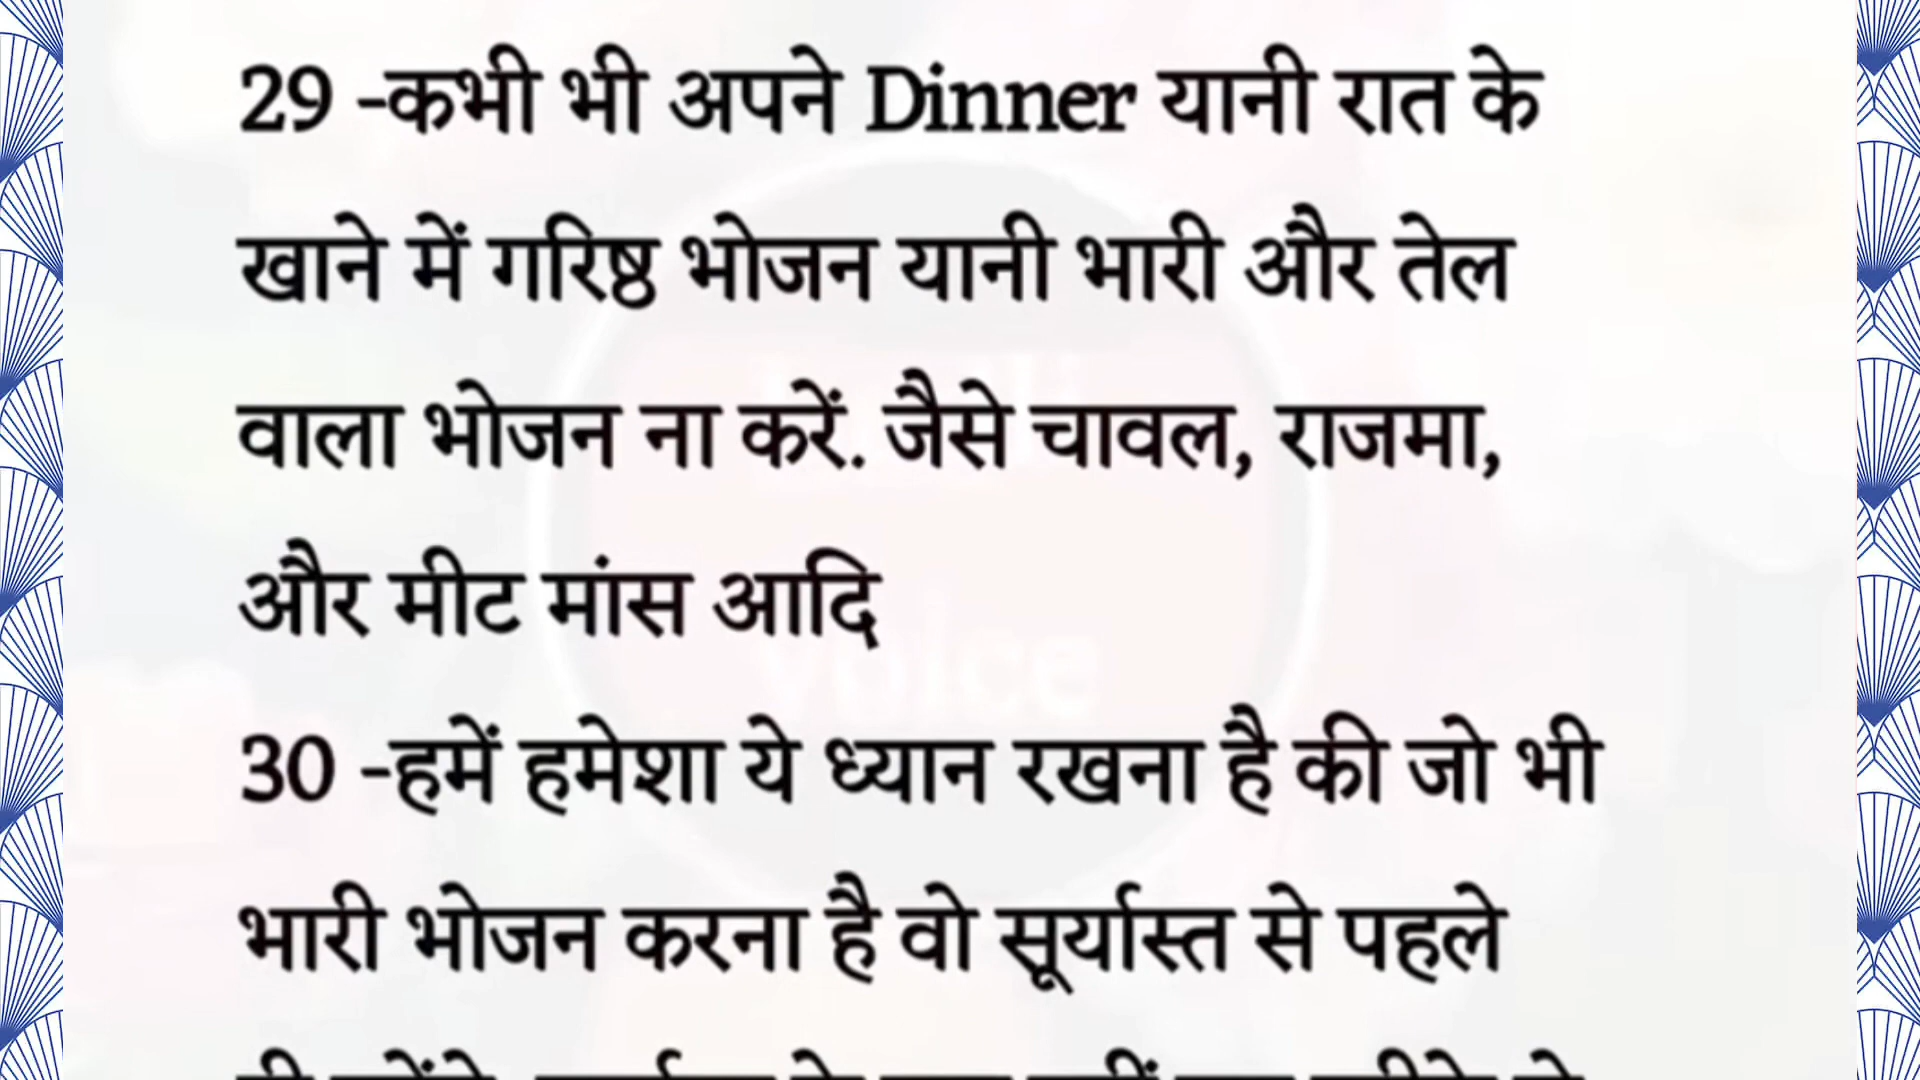 29 -कभी भी अपने Dinner यानी रात के
खाने में गरिष्ठ भोजन यानी भारी और तेल
वाला भोजन ना करें. जैसे चावल, राजमा,
और मीट मांस आदि
30 -हमें हमेशा ये ध्यान रखना है की जो भी
भारी भोजन करना है वो सूर्यास्त से पहले
voice